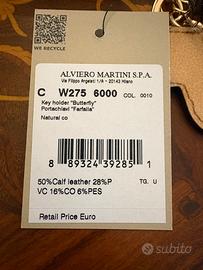 WE RECYCLE
ALVIERO MARTINI S.P.A.
Via Filippo Argelati 1/A - 20143 Milano
C W275 6000 COL. 0010
Key holder "Butterfly"
Portachiavi "Farfalla"
Natural co
8 89324 39285 1
50%Calf leather 28%P
VC 16%CO 6%PES
TG. U
Retail Price Euro
subito